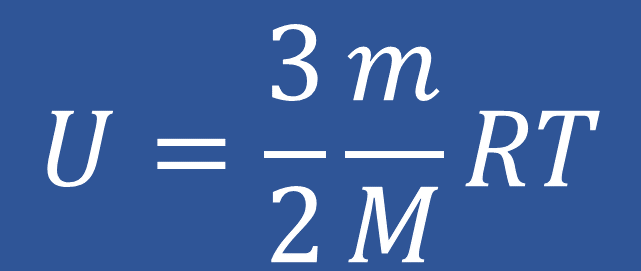 U = 3/2 m/M RT